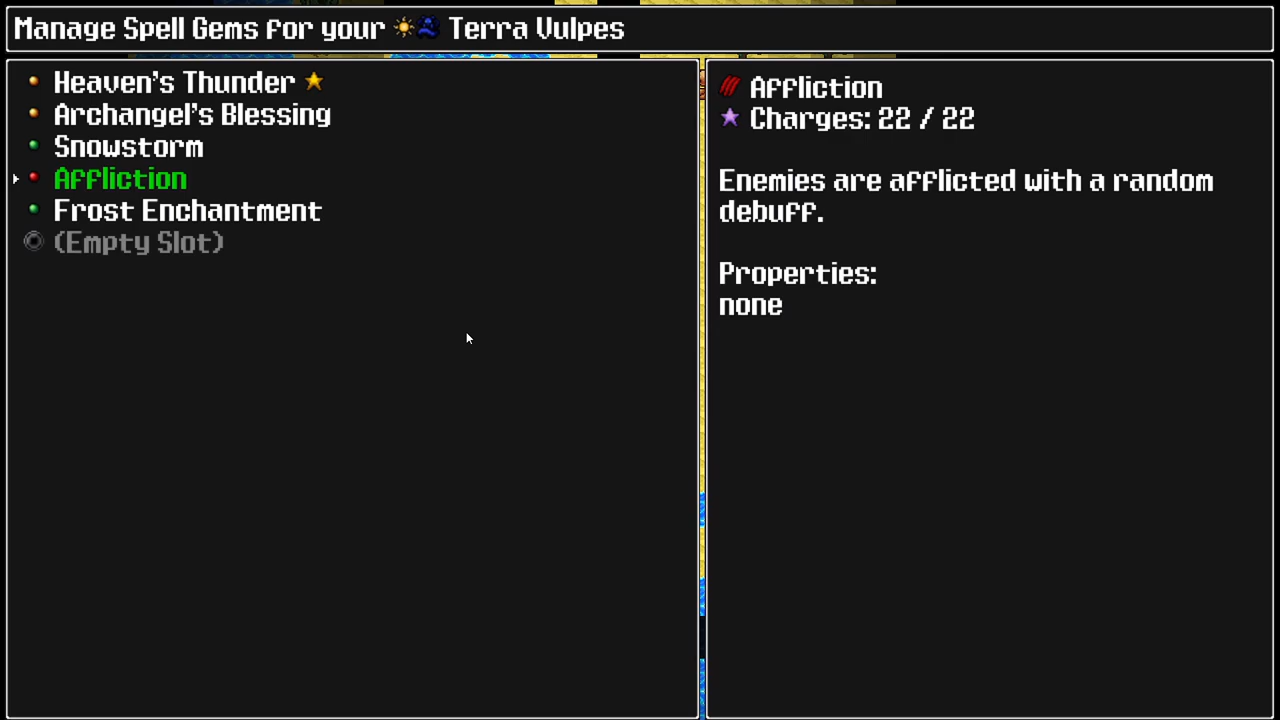 Manage Spell Gems for your Terra Vulpes
Heaven's Thunder
Archangel's Blessing
Snowstorm
Affliction
Frost Enchantment
(Empty Slot)
Affliction
Charges: 22 / 22
Enemies are afflicted with a random
debuff.
Properties:
none